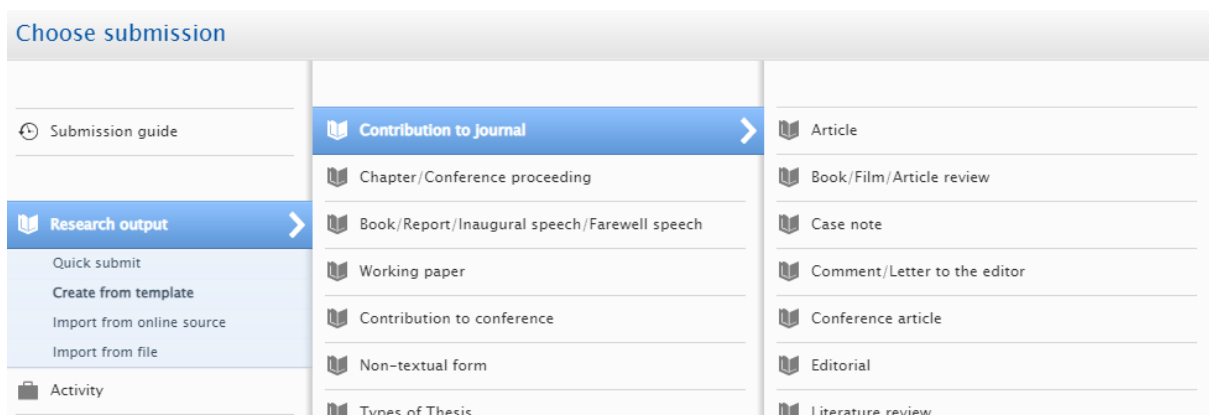 Choose submission
Submission guide
Research output
Quick submit
Create from template
Import from online source
Import from file
Activity
Contribution to journal
Chapter/Conference proceeding
Book/Report/Inaugural speech/Farewell speech
Working paper
Contribution to conference
Non-textual form
Types of Thesis
Article
Book/Film/Article review
Case note
Comment/Letter to the editor
Conference article
Editorial
Literature review